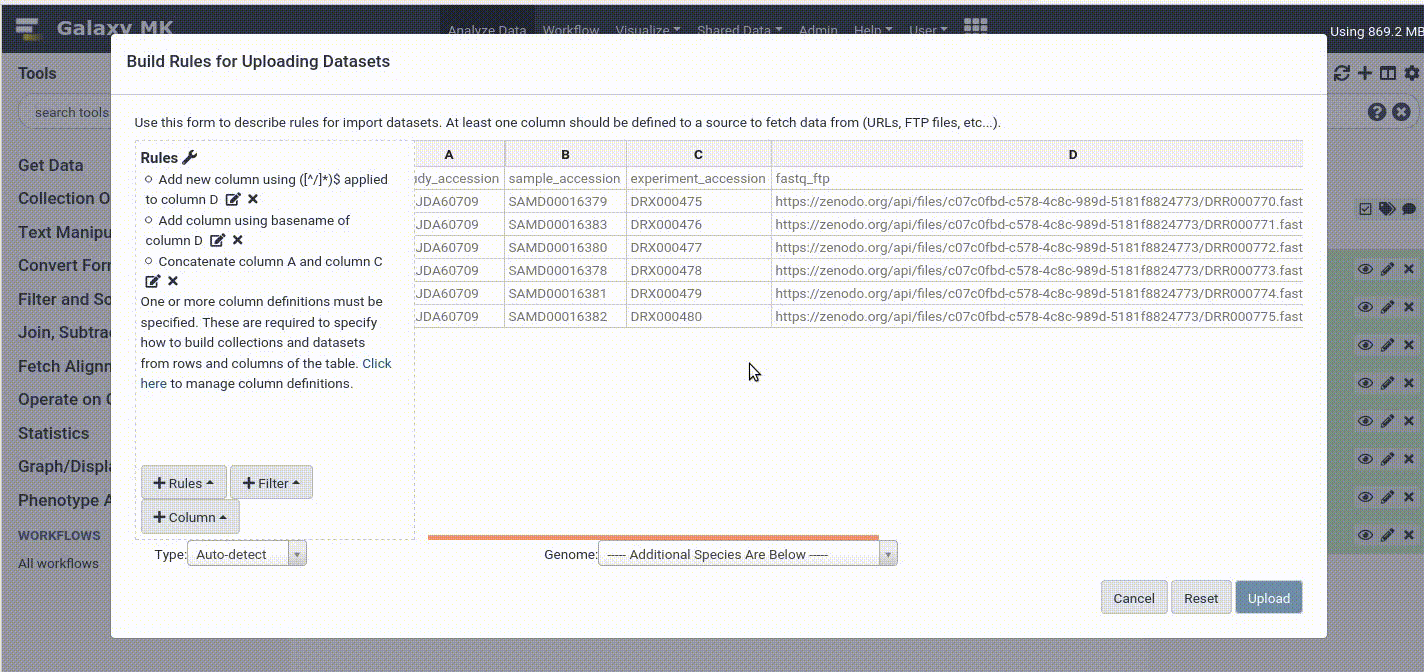 Galaxy MK
Analyze Data Workflow Visualize Shared Data Admin Help User
Using 869.2 MB
Tools
search tools
Get Data
Collection O
Text Manipu
Convert For
Filter and So
Join, Subtrac
Fetch Alignm
Operate on G
Statistics
Graph/Displa
Phenotype A
WORKFLOWS
All workflows
Build Rules for Uploading Datasets
Use this form to describe rules for import datasets. At least one column should be defined to a source to fetch data from (URLs, FTP files, etc...).
Rules
Add new column using ([^/]*)$ applied
to column D
Add column using basename of
column D
Concatenate column A and column C
One or more column definitions must be
specified. These are required to specify
how to build collections and datasets
from rows and columns of the table. Click
here to manage column definitions.
+ Rules
+ Filter
+ Column
A B C D
dy_accession sample_accession experiment_accession fastq_ftp
JDA60709 SAMD00016379 DRX000475 https://zenodo.org/api/files/c07c0fbd-c578-4c8c-989d-5181f8824773/DRR000770.fast
JDA60709 SAMD00016383 DRX000476 https://zenodo.org/api/files/c07c0fbd-c578-4c8c-989d-5181f8824773/DRR000771.fast
JDA60709 SAMD00016380 DRX000477 https://zenodo.org/api/files/c07c0fbd-c578-4c8c-989d-5181f8824773/DRR000772.fast
JDA60709 SAMD00016378 DRX000478 https://zenodo.org/api/files/c07c0fbd-c578-4c8c-989d-5181f8824773/DRR000773.fast
JDA60709 SAMD00016381 DRX000479 https://zenodo.org/api/files/c07c0fbd-c578-4c8c-989d-5181f8824773/DRR000774.fast
JDA60709 SAMD00016382 DRX000480 https://zenodo.org/api/files/c07c0fbd-c578-4c8c-989d-5181f8824773/DRR000775.fast
Type: Auto-detect
Genome: ----- Additional Species Are Below -----
Cancel Reset Upload